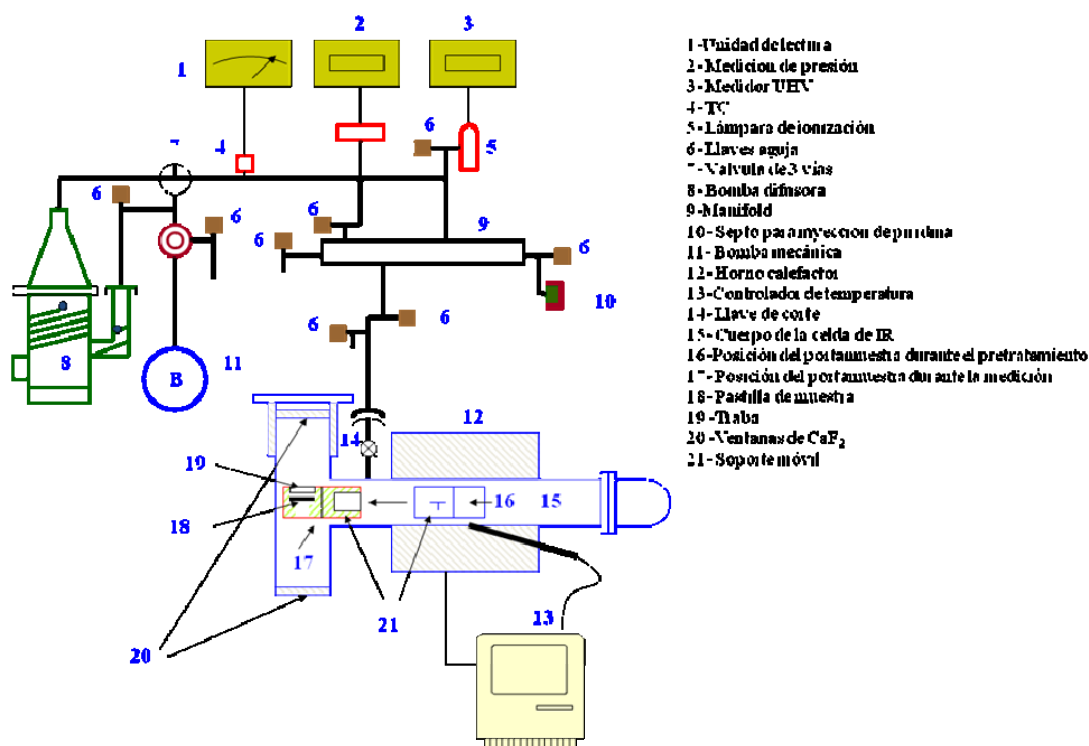 2
3
1
6
7
4
5
6
6
6
9
6
6
10
6
6
8
B
11
12
14
19
16
15
18
17
20
21
13
1-Unidad de lectura
2-Medicion de presión
3-Medidor UHV
4-TC
5-Lámpara de ionización
6-Llaves aguja
7-Valvula de 3 vías
8-Bomba difusora
9-Manifold
10-Septo para inyección de piridina
11-Bomba mecánica
12-Horno calefactor
13-Controlador de temperatura
14-Llave de corte
15-Cuerpo de la celda de IR
16-Posición del portamuestra durante el pretratamiento
17-Posición del portamuestra durante la medición
18-Pastilla de muestra
19-Traba
20-Ventanas de CaF2
21-Soporte móvil